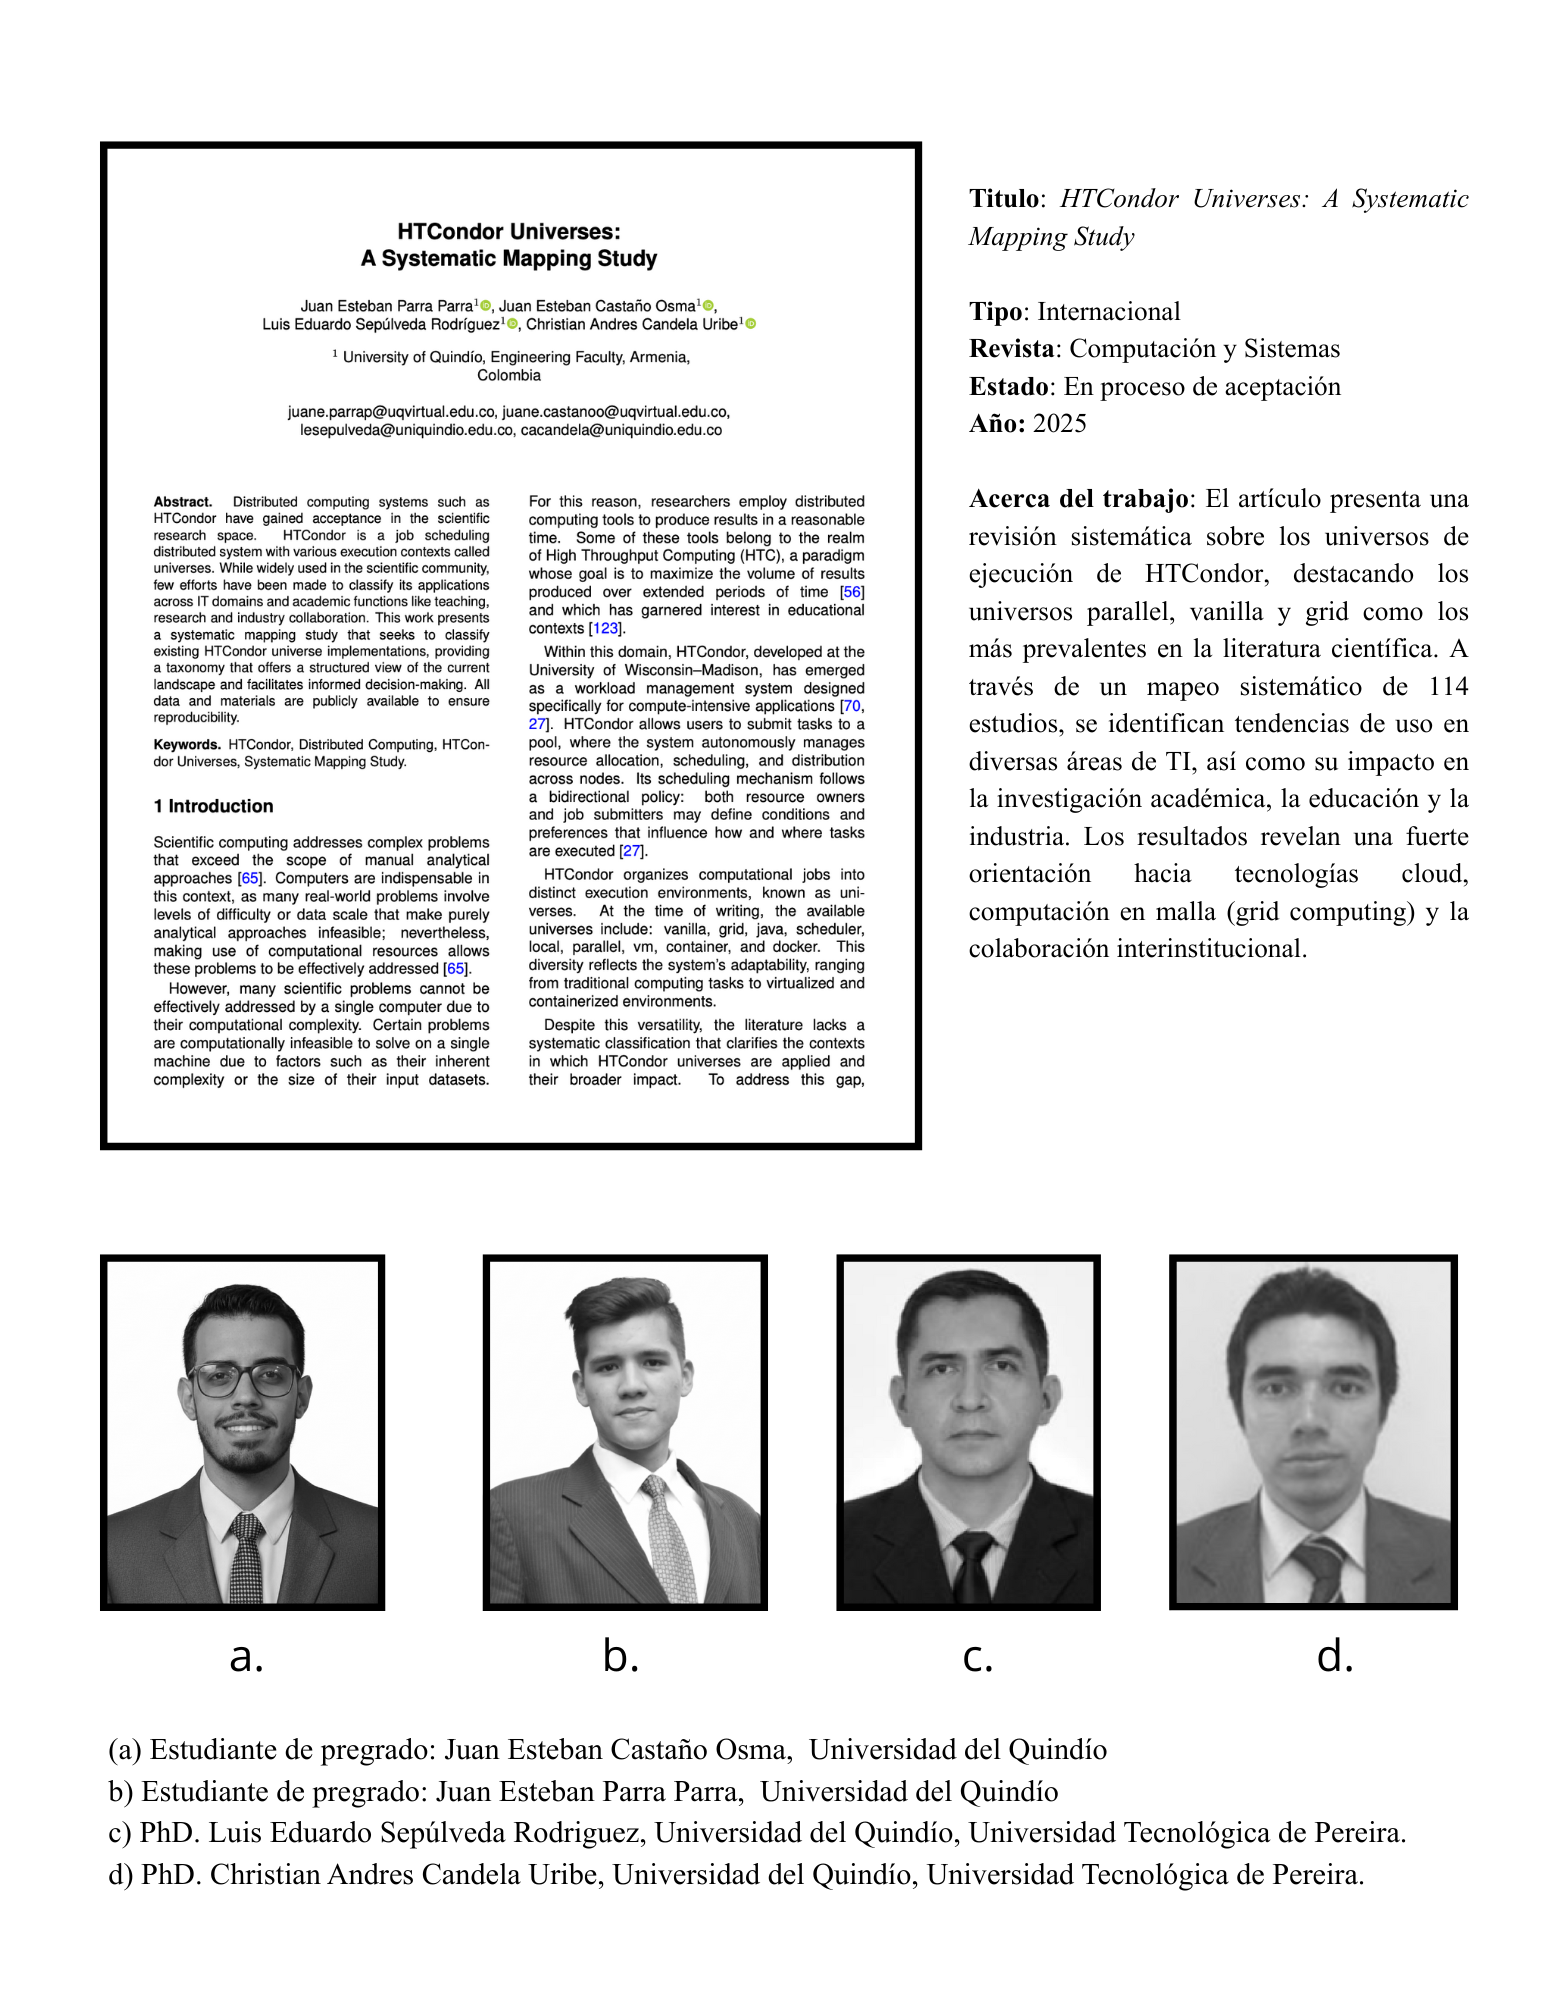 HTCondor Universes:
A Systematic Mapping Study
Juan Esteban Parra Parra1, Juan Esteban Castaño Osma1,
Luis Eduardo Sepúlveda Rodríguez1, Christian Andres Candela Uribe1
1 University of Quindío, Engineering Faculty, Armenia,
Colombia
juane.parrap@uqvirtual.edu.co, juane.castanoo@uqvirtual.edu.co,
lesepulveda@uniquindio.edu.co, cacandela@uniquindio.edu.co
Abstract. Distributed computing systems such as
HTCondor have gained acceptance in the scientific
research space. HTCondor is a job scheduling
distributed system with various execution contexts called
universes. While widely used in the scientific community,
few efforts have been made to classify its applications
across IT domains and academic functions like teaching,
research and industry collaboration. This work presents
a systematic mapping study that seeks to classify
existing HTCondor universe implementations, providing
a taxonomy that offers a structured view of the current
landscape and facilitates informed decision-making. All
data and materials are publicly available to ensure
reproducibility.
Keywords. HTCondor, Distributed Computing, HTCon-
dor Universes, Systematic Mapping Study.
1 Introduction
Scientific computing addresses complex problems
that exceed the scope of manual analytical
approaches [65]. Computers are indispensable in
this context, as many real-world problems involve
levels of difficulty or data scale that make purely
analytical approaches infeasible; nevertheless,
making use of computational resources allows
these problems to be effectively addressed [65].
However, many scientific problems cannot be
effectively addressed by a single computer due to
their computational complexity. Certain problems
are computationally infeasible to solve on a single
machine due to factors such as their inherent
complexity or the size of their input datasets.
For this reason, researchers employ distributed
computing tools to produce results in a reasonable
time. Some of these tools belong to the realm
of High Throughput Computing (HTC), a paradigm
whose goal is to maximize the volume of results
produced over extended periods of time [56]
and which has garnered interest in educational
contexts [123].
Within this domain, HTCondor, developed at the
University of Wisconsin–Madison, has emerged
as a workload management system designed
specifically for compute-intensive applications [70,
27]. HTCondor allows users to submit tasks to a
pool, where the system autonomously manages
resource allocation, scheduling, and distribution
across nodes. Its scheduling mechanism follows
a bidirectional policy: both resource owners
and job submitters may define conditions and
preferences that influence how and where tasks
are executed [27].
HTCondor organizes computational jobs into
distinct execution environments, known as uni-
verses. At the time of writing, the available
universes include: vanilla, grid, java, scheduler,
local, parallel, vm, container, and docker. This
diversity reflects the system's adaptability, ranging
from traditional computing tasks to virtualized and
containerized environments.
Despite this versatility, the literature lacks a
systematic classification that clarifies the contexts
in which HTCondor universes are applied and
their broader impact. To address this gap,
Titulo: HTCondor Universes: A Systematic
Mapping Study
Tipo: Internacional
Revista: Computación y Sistemas
Estado: En proceso de aceptación
Año: 2025
Acerca del trabajo: El artículo presenta una
revisión sistemática sobre los universos de
ejecución de HTCondor, destacando los
universos parallel, vanilla y grid como los
más prevalentes en la literatura científica. A
través de un mapeo sistemático de 114
estudios, se identifican tendencias de uso en
diversas áreas de TI, así como su impacto en
la investigación académica, la educación y la
industria. Los resultados revelan una fuerte
orientación hacia tecnologías cloud,
computación en malla (grid computing) y la
colaboración interinstitucional.
a.
b.
c.
d.
(a) Estudiante de pregrado: Juan Esteban Castaño Osma, Universidad del Quindío
b) Estudiante de pregrado: Juan Esteban Parra Parra, Universidad del Quindío
c) PhD. Luis Eduardo Sepúlveda Rodriguez, Universidad del Quindío, Universidad Tecnológica de Pereira.
d) PhD. Christian Andres Candela Uribe, Universidad del Quindío, Universidad Tecnológica de Pereira.